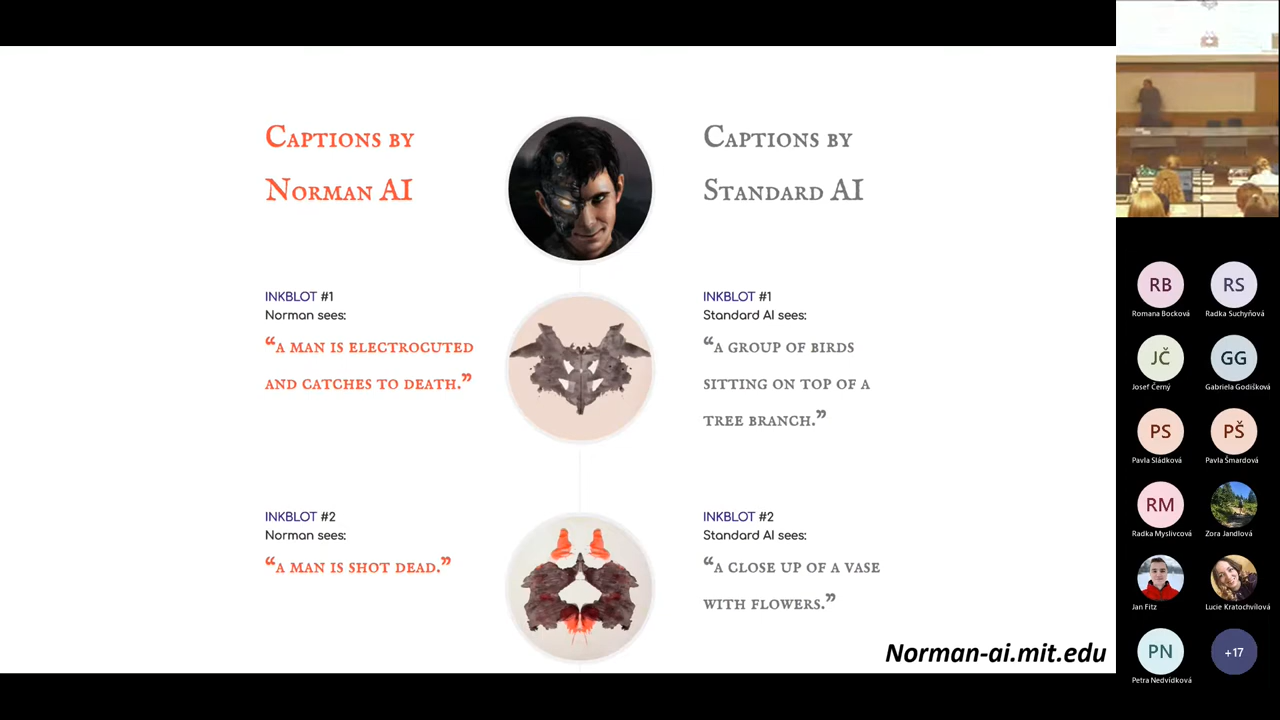 Captions by
Norman AI
Captions by
Standard AI
INKBLOT #1
Norman sees:
“a man is electrocuted
and catches to death.”
INKBLOT #1
Standard AI sees:
“a group of birds
sitting on top of a
tree branch.”
INKBLOT #2
Norman sees:
“a man is shot dead.”
INKBLOT #2
Standard AI sees:
“a close up of a vase
with flowers.”
Norman-ai.mit.edu
RB
RS
Romana Bocková
Radka Suchyňová
JČ
GG
Josef Černý
Gabriela Godišková
PS
PŠ
Pavla Sládková
Pavla Šmardová
RM
Radka Myslivcová
Zora Jandlová
Jan Fitz
Lucie Kratochvílová
PN
+17
Petra Nedvídková